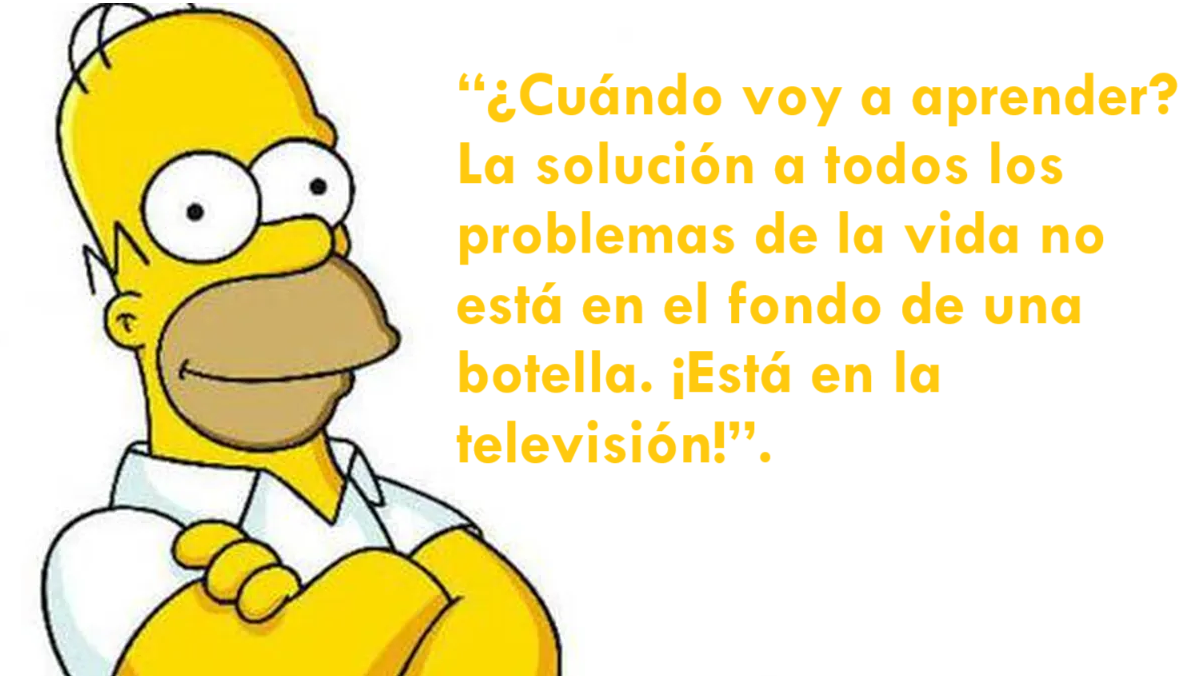 “¿Cuándo voy a aprender?
La solución a todos los
problemas de la vida no
está en el fondo de una
botella. ¡Está en la
televisión!”.